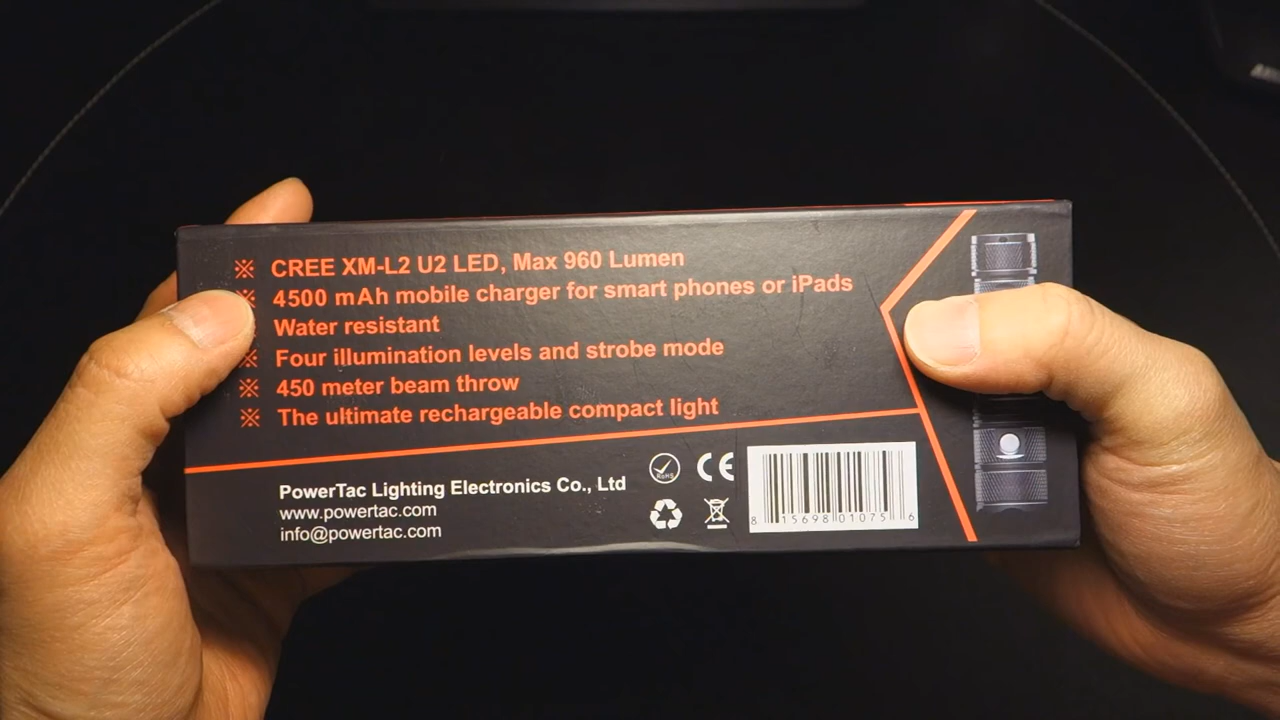 ※ CREE XM-L2 U2 LED, Max 960 Lumen
※ 4500 mAh mobile charger for smart phones or iPads
Water resistant
※ Four illumination levels and strobe mode
※ 450 meter beam throw
※ The ultimate rechargeable compact light
PowerTac Lighting Electronics Co., Ltd
www.powertac.com
info@powertac.com
RoHS
CE
8 15698 01075 6